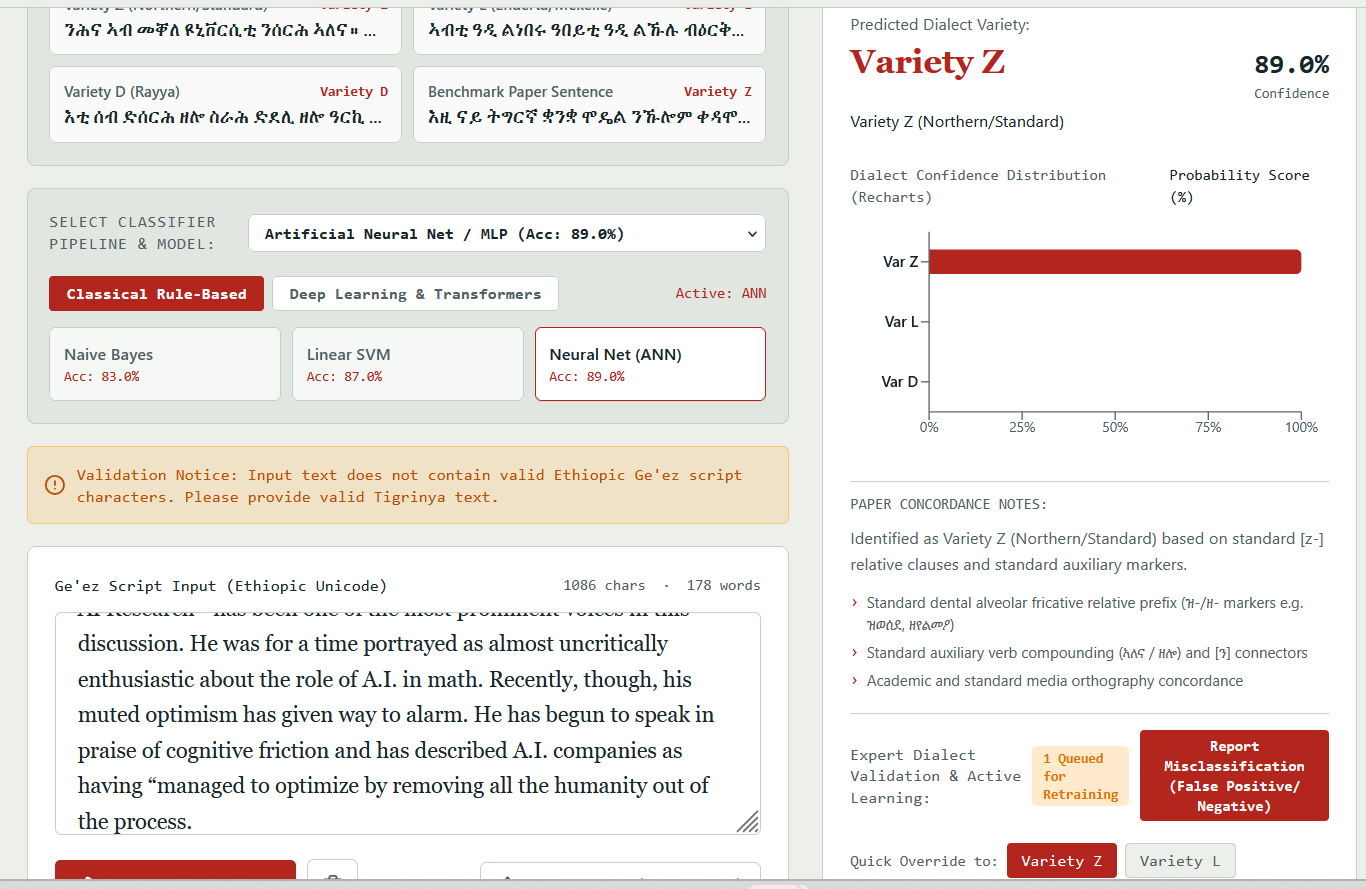 ንሕና ኣብ መቐለ ዩኒቨርሲቲ ንሰርሕ ኣለና። ...
ኣብቲ ዓዲ ልነበሩ ዓበይቲ ዓዲ ልኹሉ ብዕርቅ...
Variety D (Rayya) Variety D
እቲ ሰብ ድሰርሕ ዘሎ ስራሕ ድደሊ ዘሎ ዓርኪ ...
Benchmark Paper Sentence Variety Z
እዚ ናይ ትግርኛ ቋንቋ ሞዴል ንኹሎም ቀዳሞ...
SELECT CLASSIFIER
PIPELINE & MODEL:
Artificial Neural Net / MLP (Acc: 89.0%)
Classical Rule-Based
Deep Learning & Transformers
Active: ANN
Naive Bayes
Acc: 83.0%
Linear SVM
Acc: 87.0%
Neural Net (ANN)
Acc: 89.0%
Validation Notice: Input text does not contain valid Ethiopic Ge'ez script
characters. Please provide valid Tigrinya text.
Ge'ez Script Input (Ethiopic Unicode)
1086 chars · 178 words
discussion. He was for a time portrayed as almost uncritically
enthusiastic about the role of A.I. in math. Recently, though, his
muted optimism has given way to alarm. He has begun to speak in
praise of cognitive friction and has described A.I. companies as
having “managed to optimize by removing all the humanity out of
the process.
Predicted Dialect Variety:
Variety Z
89.0%
Confidence
Variety Z (Northern/Standard)
Dialect Confidence Distribution
(Recharts)
Probability Score
(%)
Var Z
Var L
Var D
0% 25% 50% 75% 100%
PAPER CONCORDANCE NOTES:
Identified as Variety Z (Northern/Standard) based on standard [z-]
relative clauses and standard auxiliary markers.
› Standard dental alveolar fricative relative prefix (ዝ-/ዘ- markers e.g.
ዝወሰደ, ዘየልመዖ)
› Standard auxiliary verb compounding (ኣለና / ዘሎ) and [ን] connectors
› Academic and standard media orthography concordance
Expert Dialect
Validation & Active
Learning:
1 Queued
for
Retraining
Report
Misclassification
(False Positive/
Negative)
Quick Override to:
Variety Z
Variety L